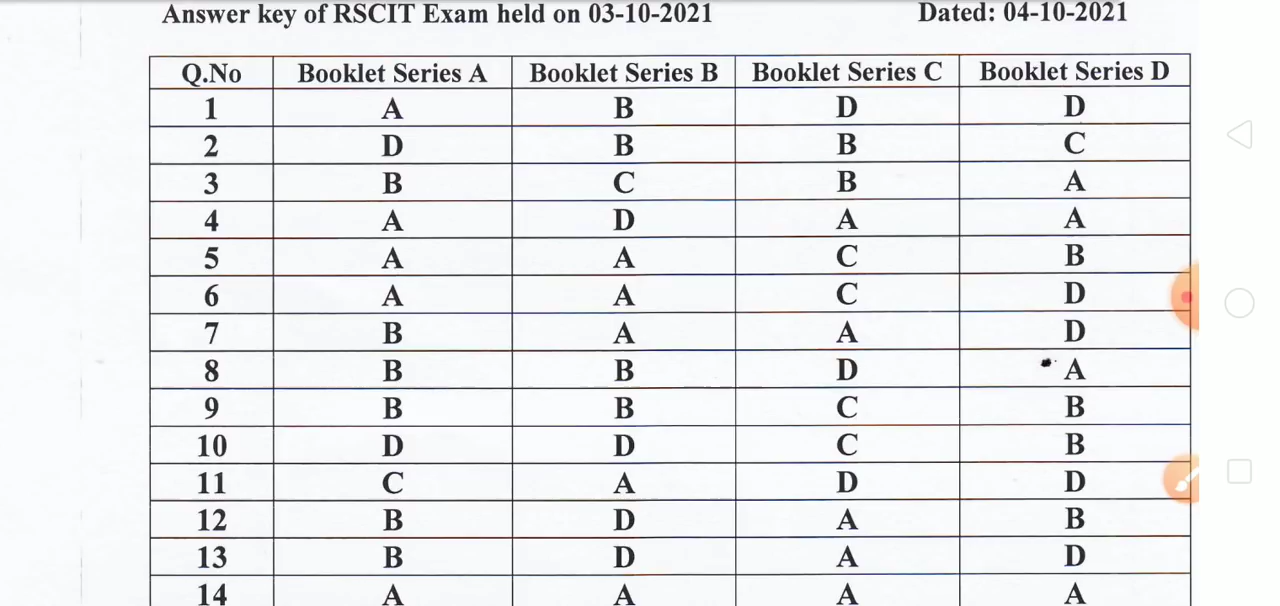 Answer key of RSCIT Exam held on 03-10-2021 Dated: 04-10-2021
Q.No Booklet Series A Booklet Series B Booklet Series C Booklet Series D
1 A B D D
2 D B B C
3 B C B A
4 A D A A
5 A A C B
6 A A C D
7 B A A D
8 B B D A
9 B B C B
10 D D C B
11 C A D D
12 B D A B
13 B D A D
14 A A A A